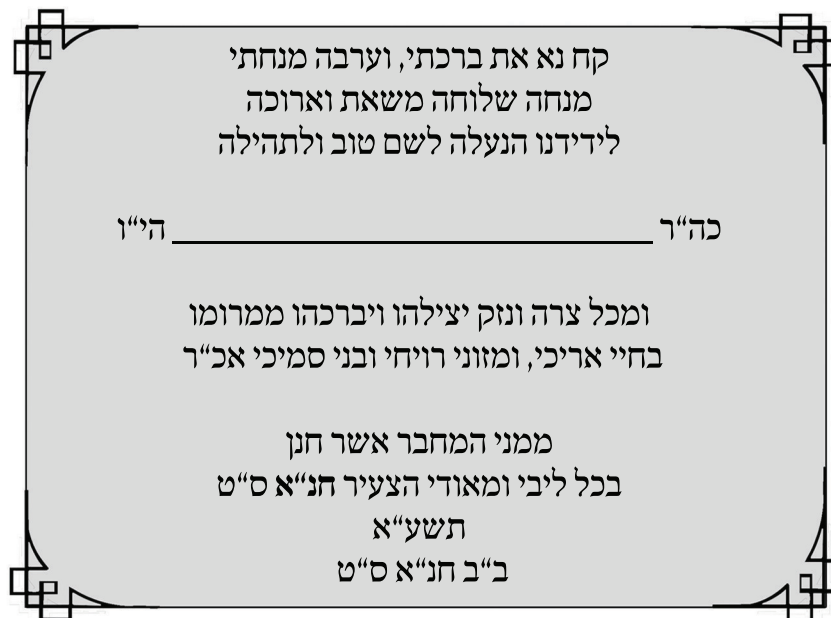 קח נא את ברכתי, וערבה מנחתי
מנחה שלוחה משאת וארוכה
לידידנו הנעלה לשם טוב ולתהילה
כה״ר ________________ הי״ו
ומכל צרה ונזק יצילהו ויברכהו ממרומו
בחיי אריכי, ומזוני רויחי ובני סמיכי אכ״ר
ממני המחבר אשר חנן
בכל ליבי ומאודי הצעיר חנ״א ס״ט
תשע״א
ב״ב חנ״א ס״ט